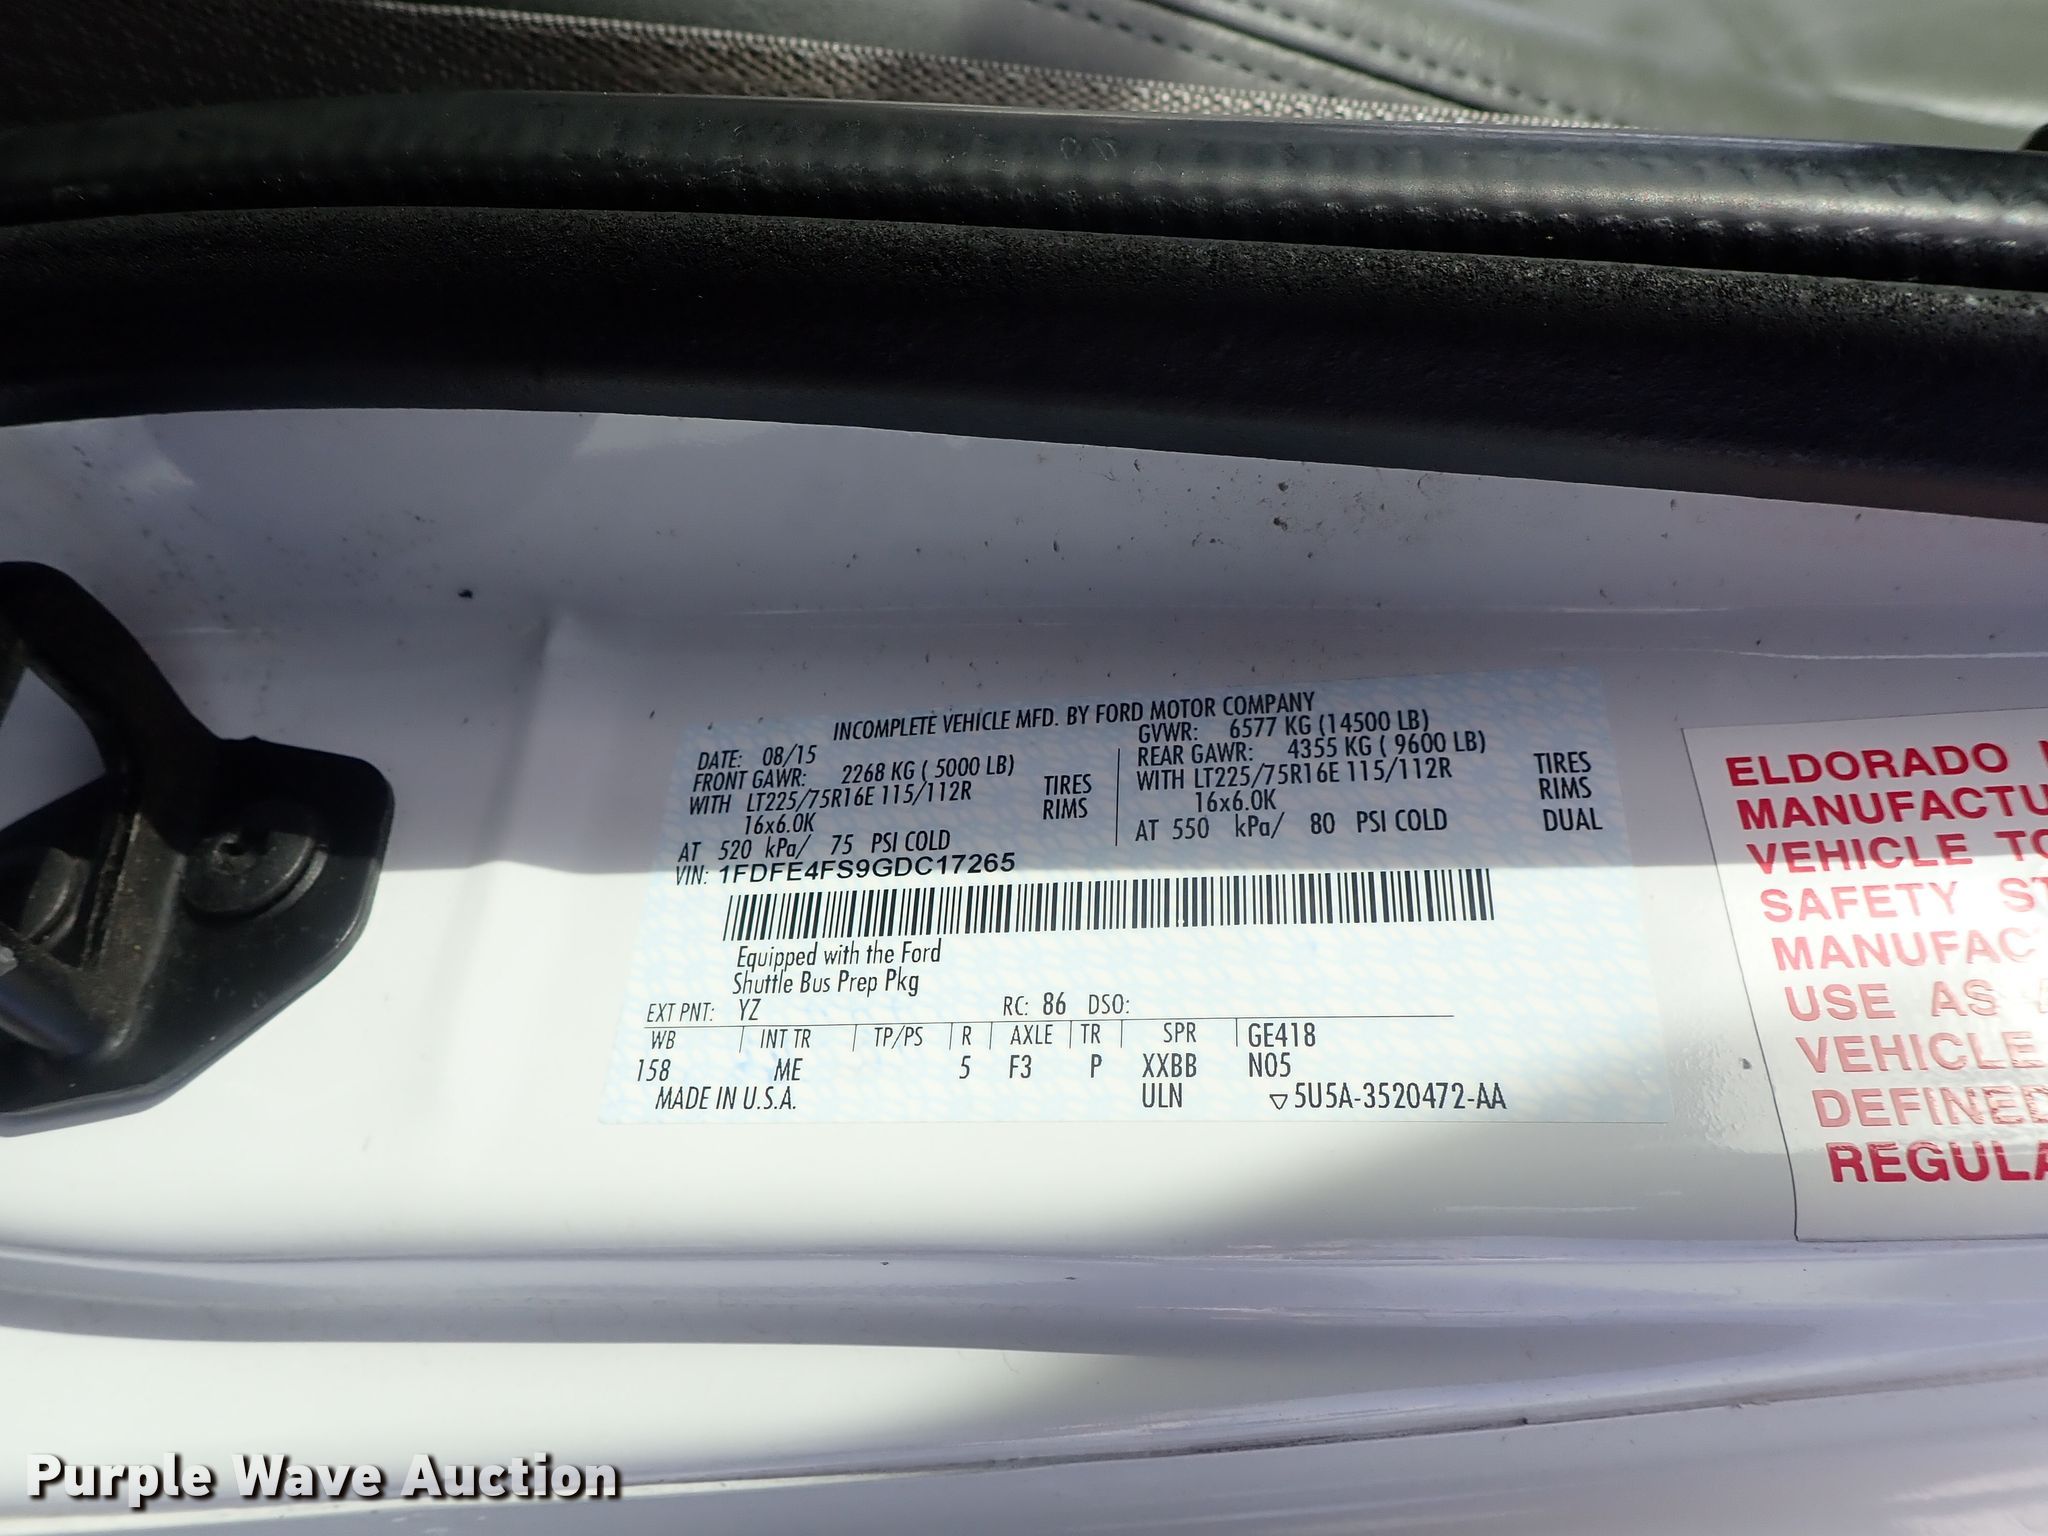 INCOMPLETE VEHICLE MFD. BY FORD MOTOR COMPANY
DATE: 08/15
GVWR: 6577 KG (14500 LB)
FRONT GAWR: 2268 KG ( 5000 LB)
REAR GAWR: 4355 KG ( 9600 LB)
WITH LT225/75R16E 115/112R TIRES
WITH LT225/75R16E 115/112R TIRES
16x6.0K RIMS
16x6.0K RIMS
AT 520 kPa/ 75 PSI COLD
AT 550 kPa/ 80 PSI COLD DUAL
VIN: 1FDFE4FS9GDC17265
Equipped with the Ford
Shuttle Bus Prep Pkg
EXT PNT: YZ RC: 86 DSO:
WB | INT TR | TP/PS | R | AXLE | TR | SPR | GE418
158 ME 5 F3 P XXBB N05
MADE IN U.S.A. ULN ▽5U5A-3520472-AA
ELDORADO
MANUFACTU
VEHICLE TO
SAFETY ST
MANUFAC
USE AS
VEHICLE
DEFINED
REGULA
Purple Wave Auction